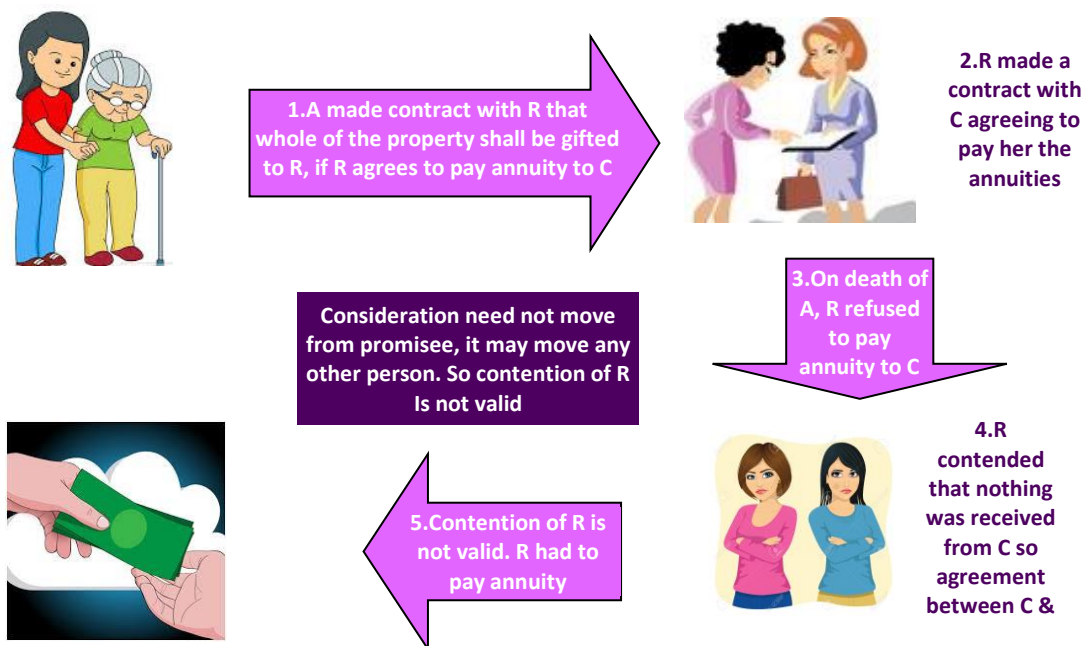 1.A made contract with R that
whole of the property shall be gifted
to R, if R agrees to pay annuity to C
2.R made a
contract with
C agreeing to
pay her the
annuities
3.On death of
A, R refused
to pay
annuity to C
Consideration need not move
from promisee, it may move any
other person. So contention of R
Is not valid
4.R
contended
that nothing
was received
from C so
agreement
between C &
5.Contention of R is
not valid. R had to
pay annuity